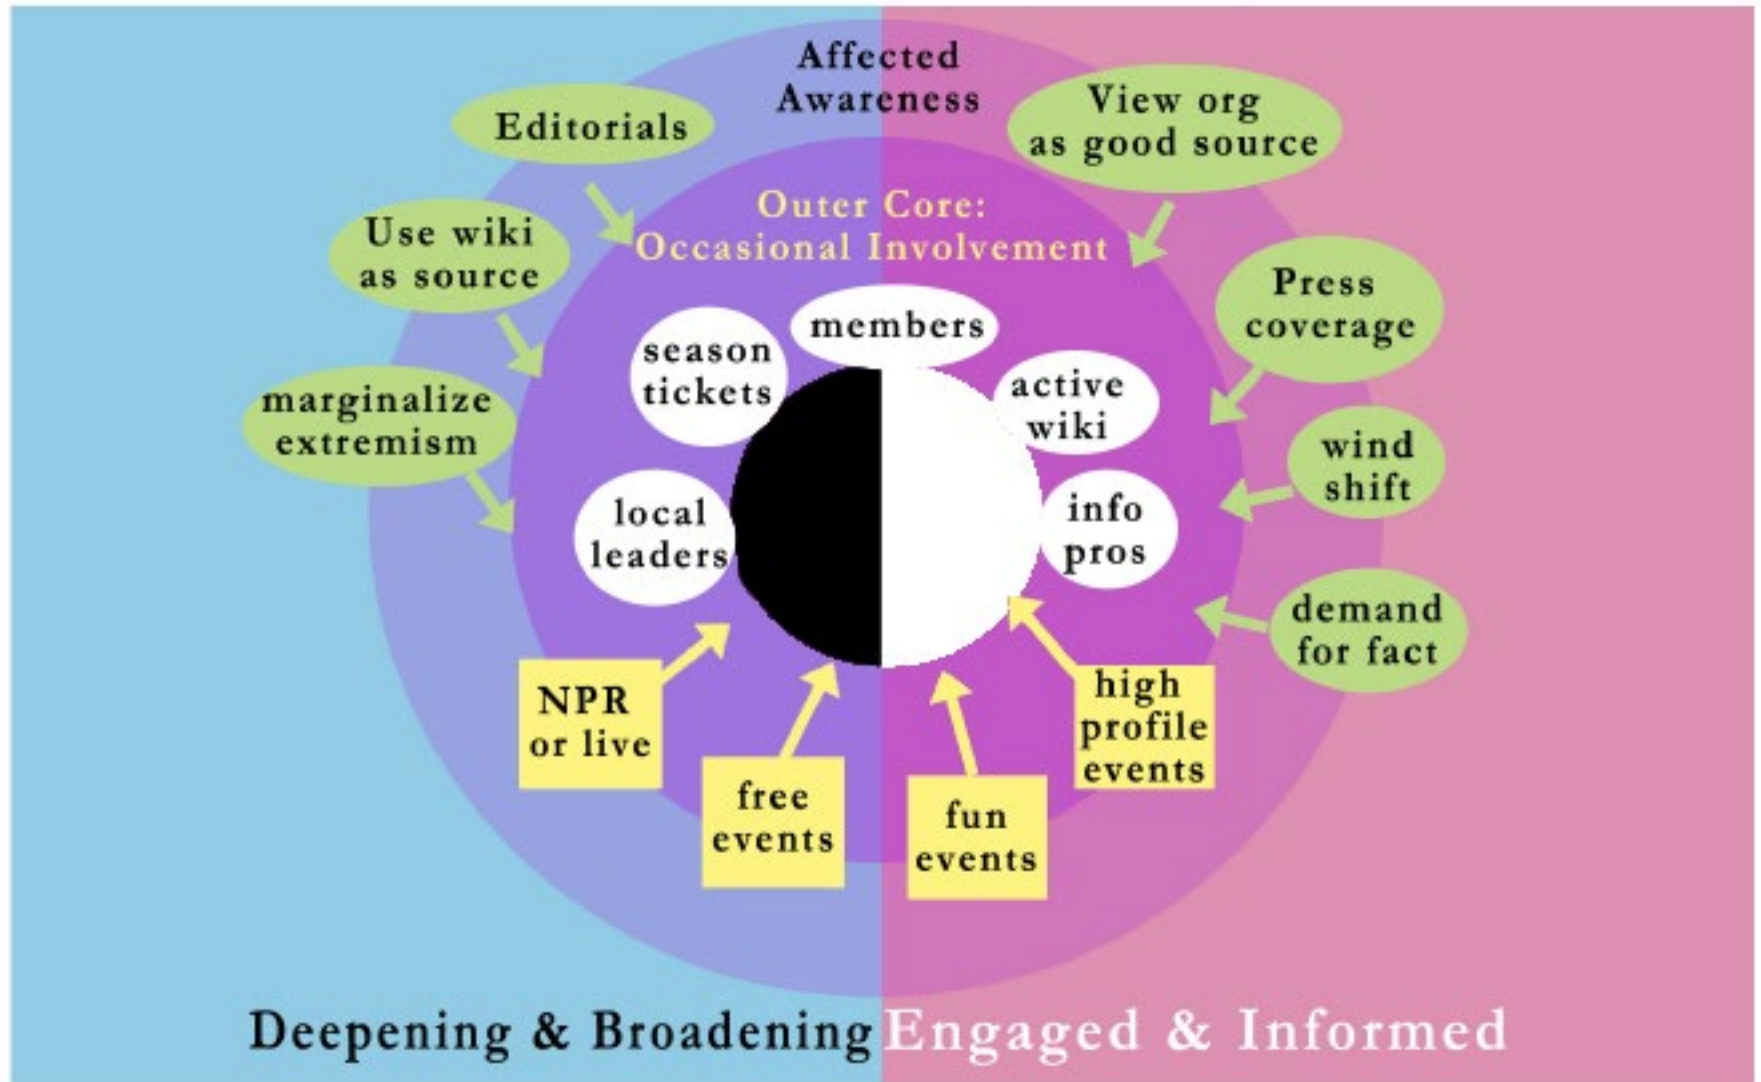 Affected
Awareness
Editorials
View org
as good source
Outer Core:
Occasional Involvement
Use wiki
as source
Press
coverage
members
season
tickets
active
wiki
marginalize
extremism
wind
shift
local
leaders
info
pros
demand
for fact
NPR
or live
high
profile
events
free
events
fun
events
Deepening & Broadening Engaged & Informed